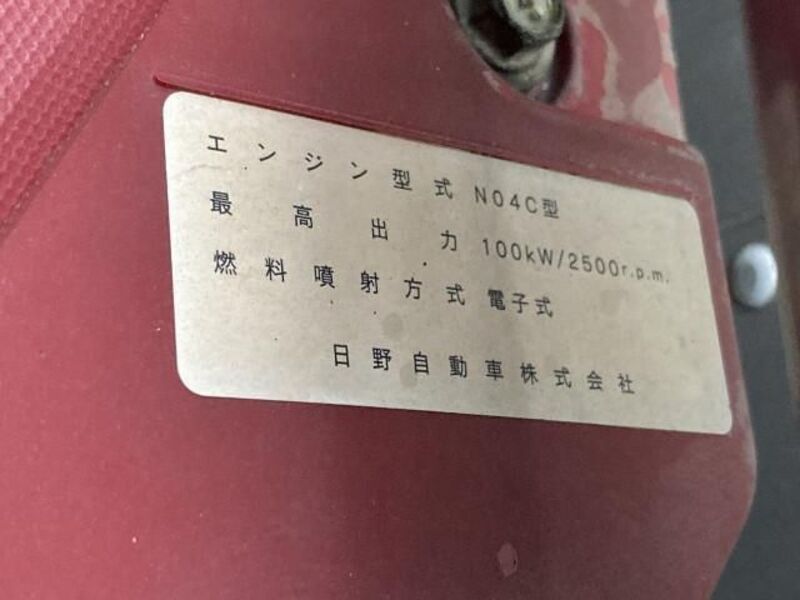 エンジン型式 N04C型
最高出力 100kW/2500r.p.m.
燃料噴射方式 電子式
日野自動車株式会社